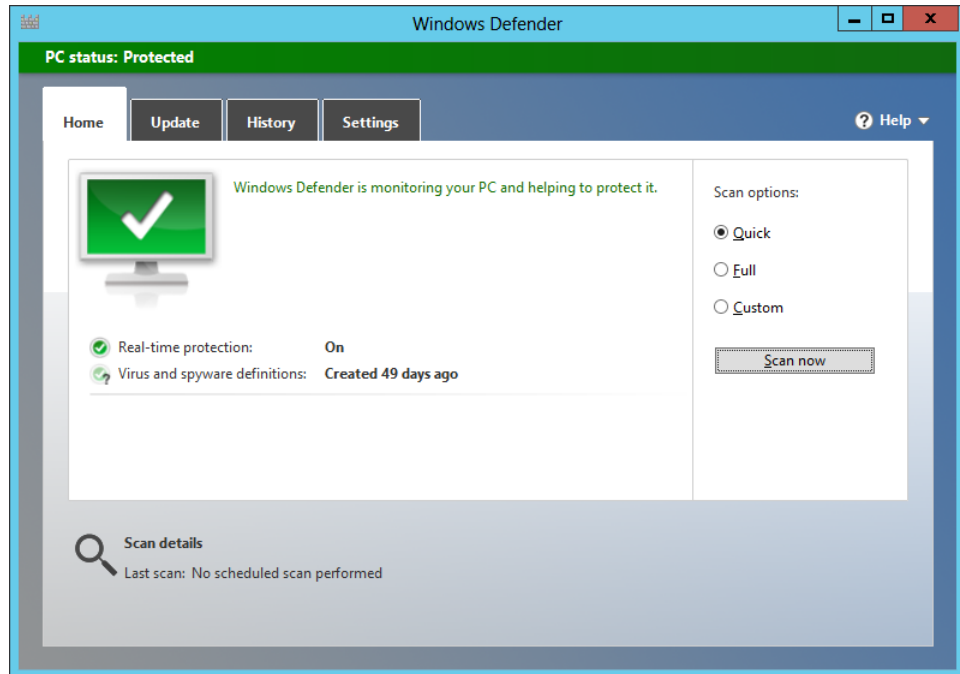 Windows Defender
PC status: Protected
Home
Update
History
Settings
Help
Windows Defender is monitoring your PC and helping to protect it.
Real-time protection: On
Virus and spyware definitions: Created 49 days ago
Scan options:
Quick
Full
Custom
Scan now
Scan details
Last scan: No scheduled scan performed